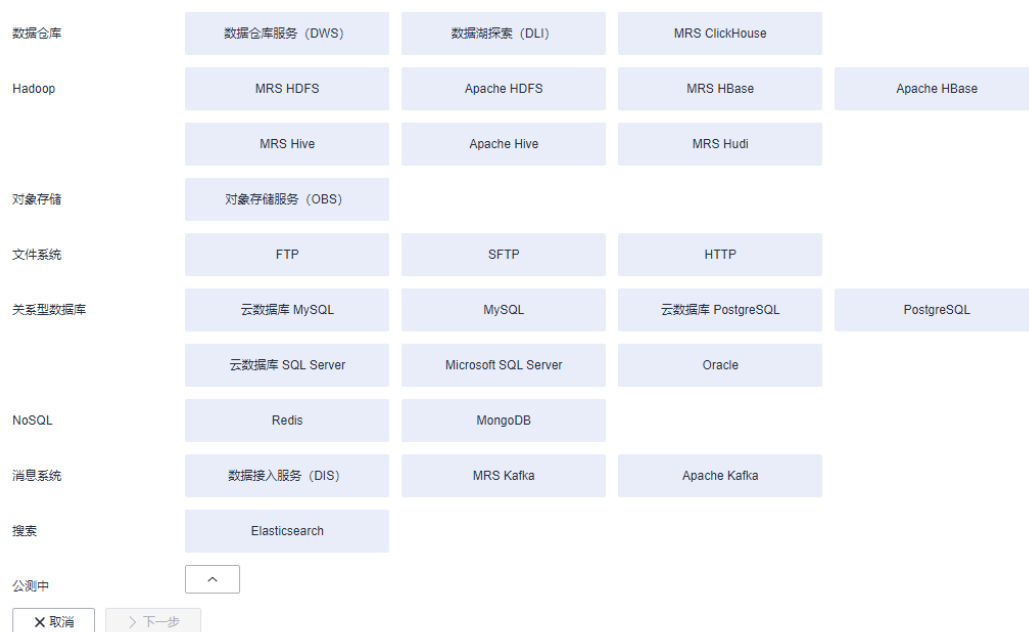 数据仓库 数据仓库服务（DWS） 数据湖探索（DLI） MRS ClickHouse
Hadoop MRS HDFS Apache HDFS MRS HBase Apache HBase
MRS Hive Apache Hive MRS Hudi
对象存储 对象存储服务（OBS）
文件系统 FTP SFTP HTTP
关系型数据库 云数据库 MySQL MySQL 云数据库 PostgreSQL PostgreSQL
云数据库 SQL Server Microsoft SQL Server Oracle
NoSQL Redis MongoDB
消息系统 数据接入服务（DIS） MRS Kafka Apache Kafka
搜索 Elasticsearch
公测中
取消 下一步